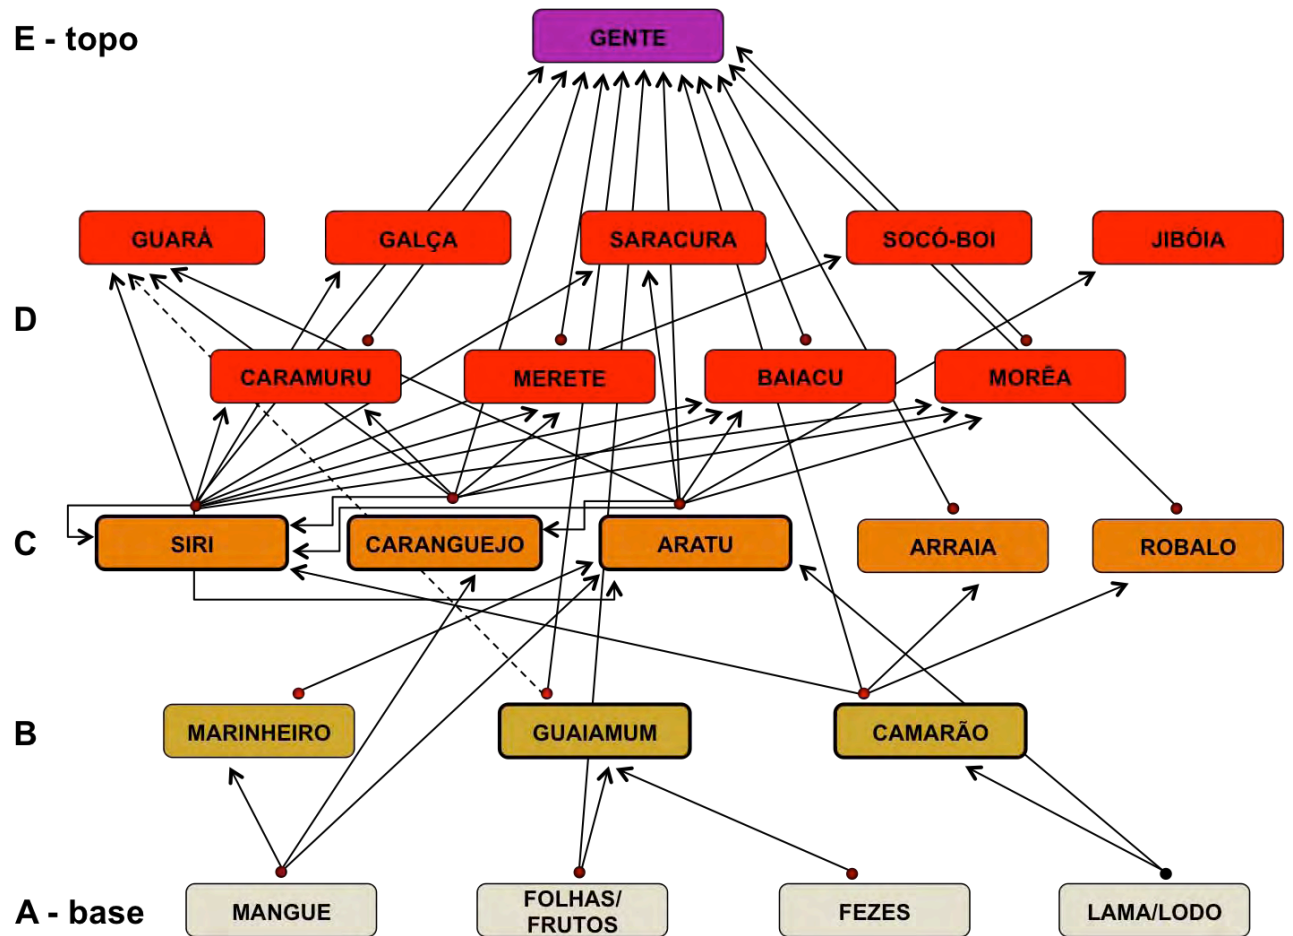 E - topo
GENTE
GUARÁ
GALÇA
SARACURA
SOCÓ-BOI
JIBÓIA
D
CARAMURU
MERETE
BAIACU
MORÊA
C
SIRI
CARANGUEJO
ARATU
ARRAIA
ROBALO
B
MARINHEIRO
GUAIAMUM
CAMARÃO
A - base
MANGUE
FOLHAS/
FRUTOS
FEZES
LAMA/LODO